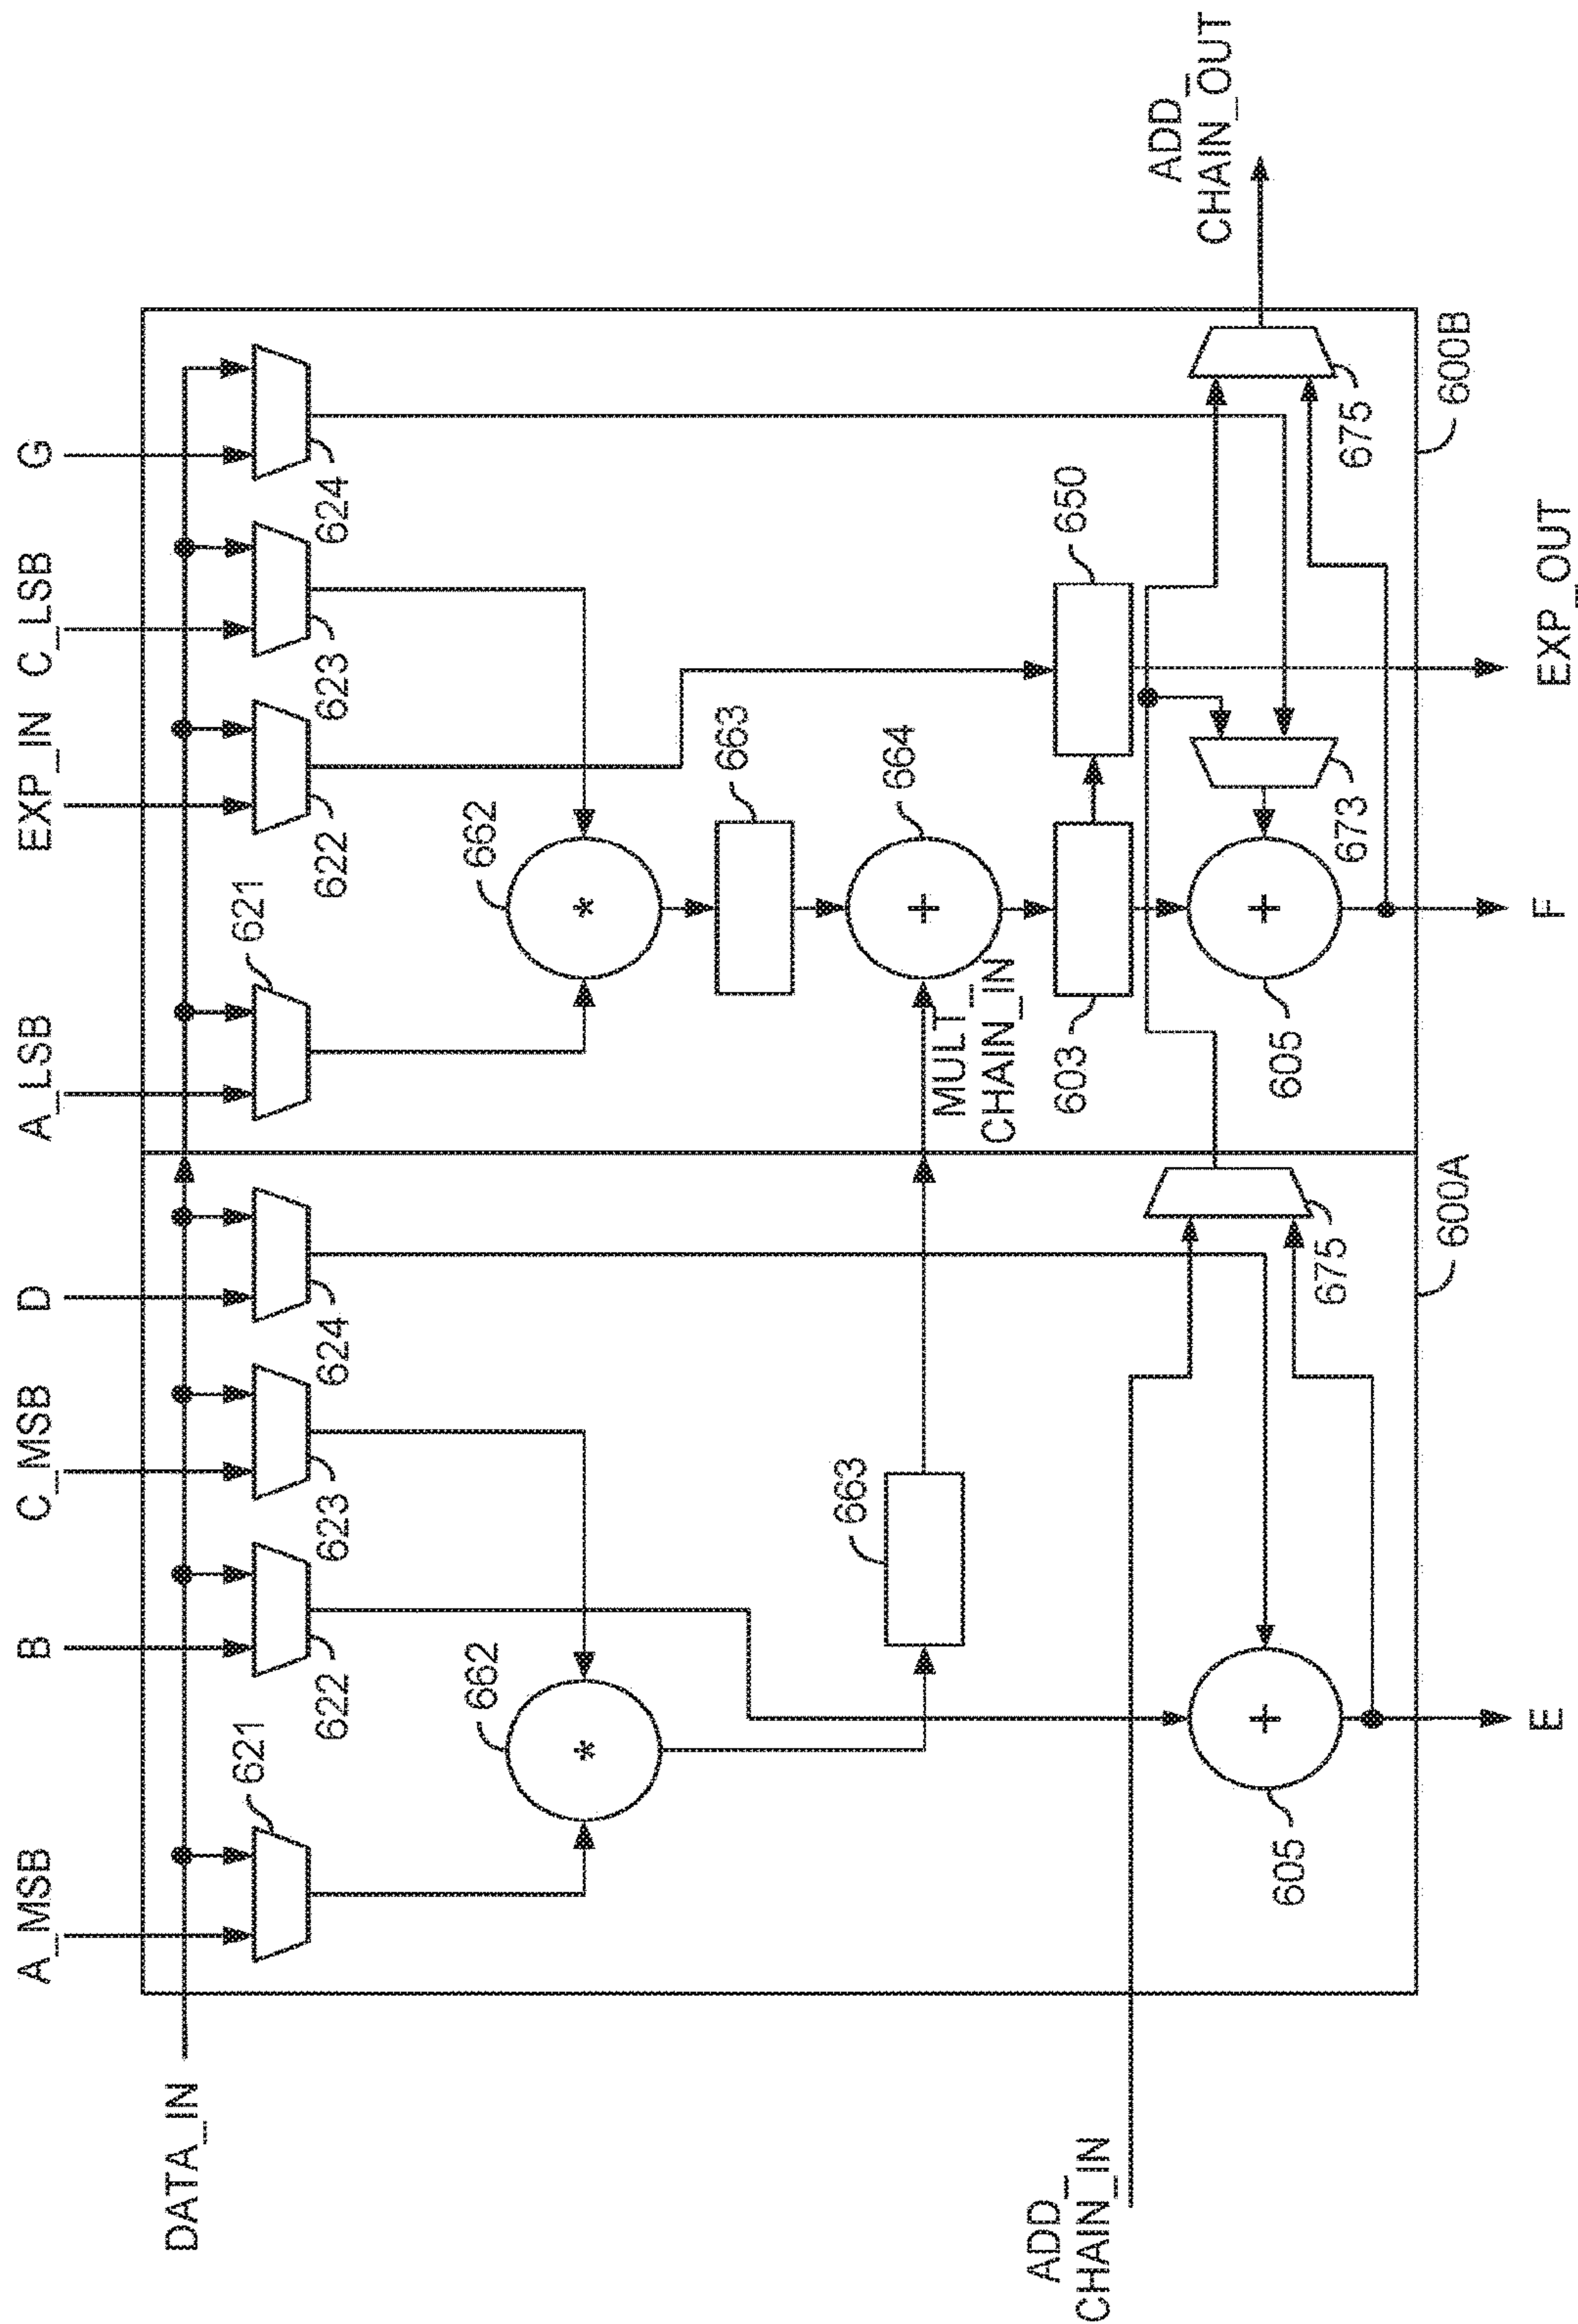 A_MSB
B
C_MSB
D
A_LSB
EXP_IN
C_LSB
G
DATA_IN
621
622
623
624
621
622
623
624
662
*
662
*
663
663
664
+
MULT_
CHAIN_IN
603
650
ADD_
CHAIN_IN
ADD_
CHAIN_OUT
605
+
675
605
+
673
675
600A
600B
E
F
EXP_OUT